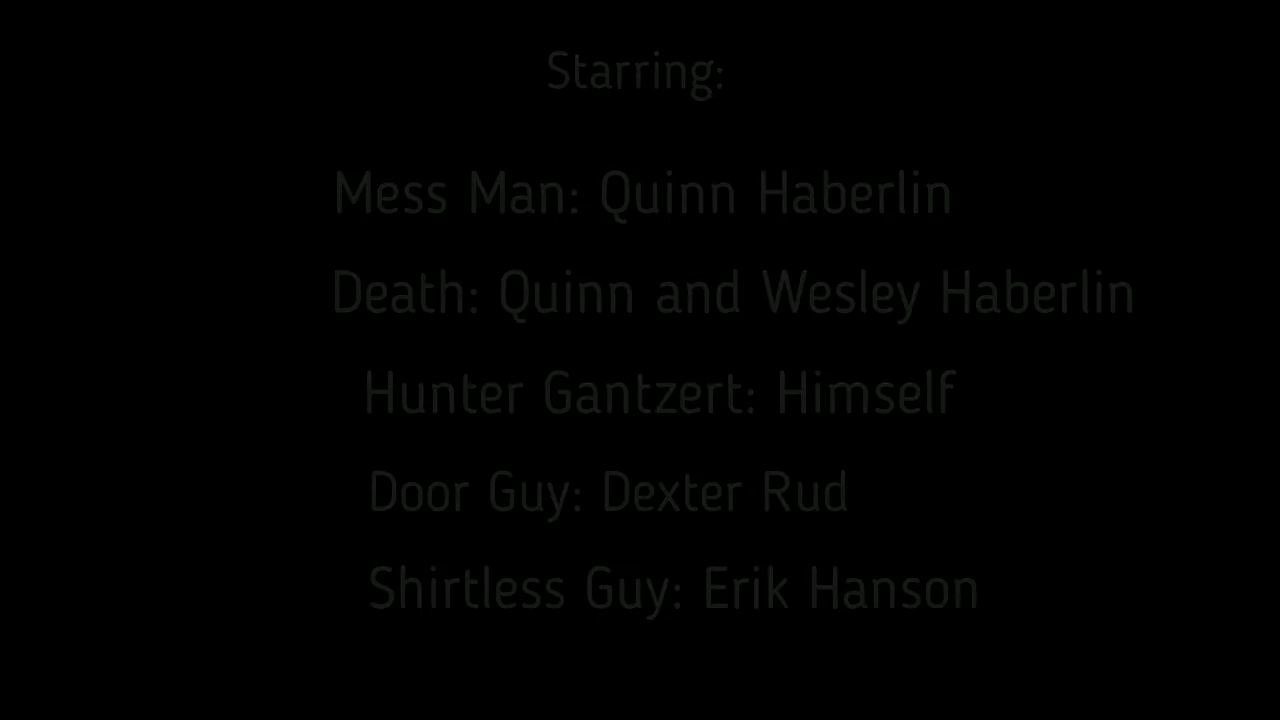 Starring:
Mess Man: Quinn Haberlin
Death: Quinn and Wesley Haberlin
Hunter Gantzert: Himself
Door Guy: Dexter Rud
Shirtless Guy: Erik Hanson